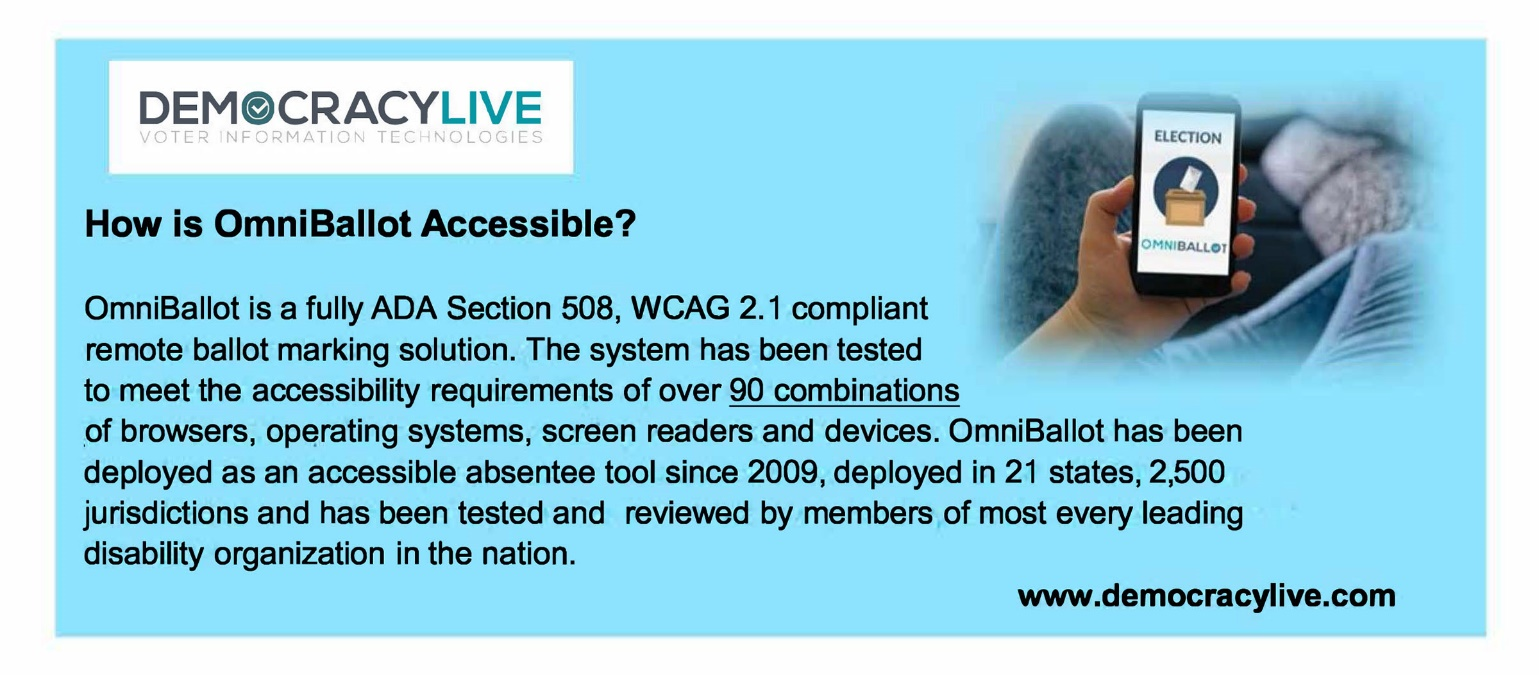 DEMOCRACYLIVE
VOTER INFORMATION TECHNOLOGIES
ELECTION
OMNIBALLOT
How is OmniBallot Accessible?
OmniBallot is a fully ADA Section 508, WCAG 2.1 compliant
remote ballot marking solution. The system has been tested
to meet the accessibility requirements of over 90 combinations
of browsers, operating systems, screen readers and devices. OmniBallot has been
deployed as an accessible absentee tool since 2009, deployed in 21 states, 2,500
jurisdictions and has been tested and  reviewed by members of most every leading
disability organization in the nation.
www.democracylive.com